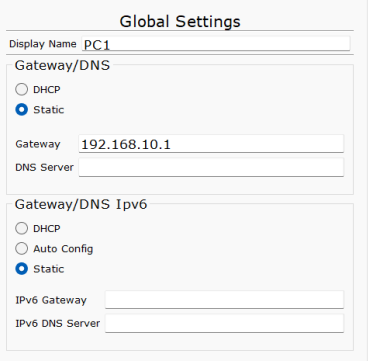 Global Settings
Display Name PC1
Gateway/DNS
DHCP
Static
Gateway 192.168.10.1
DNS Server
Gateway/DNS Ipv6
DHCP
Auto Config
Static
IPv6 Gateway
IPv6 DNS Server